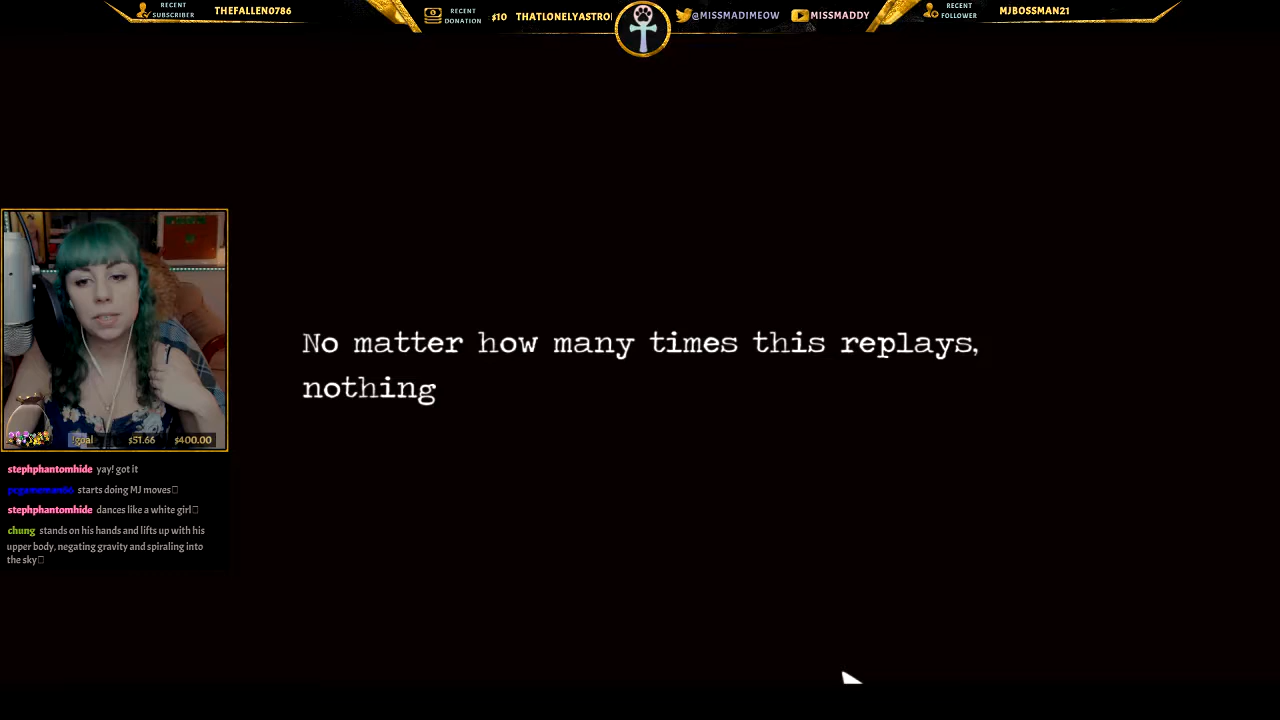 RECENT SUBSCRIBER
THEFALLEN0786
RECENT DONATION
$10 THATLONELYASTRO
@MISSMADIMEOW
MISSMADDY
RECENT FOLLOWER
MJBOSSMAN21
No matter how many times this replays,
nothing
!goal $51.66 $400.00
stephphantomhide yay! got it
starts doing MJ moves
stephphantomhide dances like a white girl
chung stands on his hands and lifts up with his
upper body, negating gravity and spiraling into
the sky